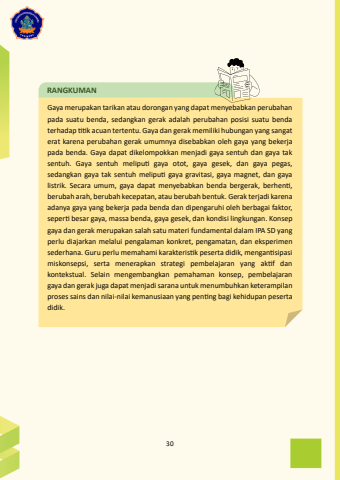 RANGKUMAN
Gaya merupakan tarikan atau dorongan yang dapat menyebabkan perubahan
pada suatu benda, sedangkan gerak adalah perubahan posisi suatu benda
terhadap titik acuan tertentu. Gaya dan gerak memiliki hubungan yang sangat
erat karena perubahan gerak umumnya disebabkan oleh gaya yang bekerja
pada benda. Gaya dapat dikelompokkan menjadi gaya sentuh dan gaya tak
sentuh. Gaya sentuh meliputi gaya otot, gaya gesek, dan gaya pegas,
sedangkan gaya tak sentuh meliputi gaya gravitasi, gaya magnet, dan gaya
listrik. Secara umum, gaya dapat menyebabkan benda bergerak, berhenti,
berubah arah, berubah kecepatan, atau berubah bentuk. Gerak terjadi karena
adanya gaya yang bekerja pada benda dan dipengaruhi oleh berbagai faktor,
seperti besar gaya, massa benda, gaya gesek, dan kondisi lingkungan. Konsep
gaya dan gerak merupakan salah satu materi fundamental dalam IPA SD yang
perlu diajarkan melalui pengalaman konkret, pengamatan, dan eksperimen
sederhana. Guru perlu memahami karakteristik peserta didik, mengantisipasi
miskonsepsi, serta menerapkan strategi pembelajaran yang aktif dan
kontekstual. Selain mengembangkan pemahaman konsep, pembelajaran
gaya dan gerak juga dapat menjadi sarana untuk menumbuhkan keterampilan
proses sains dan nilai-nilai kemanusiaan yang penting bagi kehidupan peserta
didik.
30